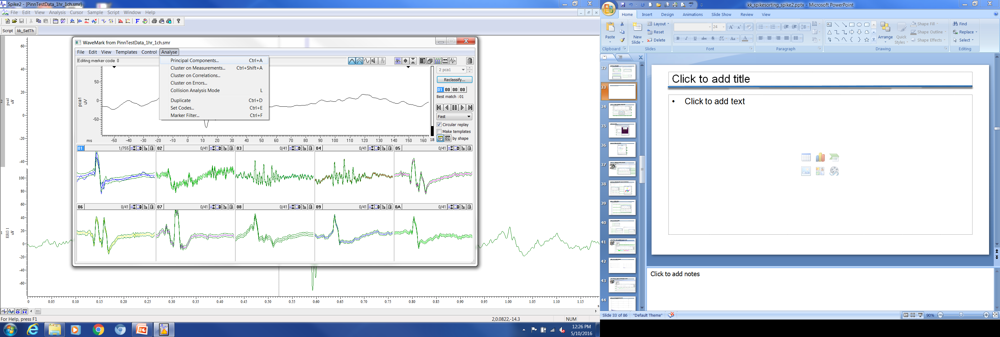 Spike2 - [PinnTestData_1hr_1ch.smr]
File Edit View Analysis Cursor Sample Script Window Help
Script kk_SetTh
60
40
20
0
-20
-40
2 pca1 uV
100
80
60
40
20
0
-20
-40
-60
1 EEG 1 uV
0 0.05 0.10 0.15 0.20 0.25 0.30 0.35 0.40 0.45 0.50 0.55 0.60 0.65 0.70 0.75 0.80 0.85 0.90 0.95 1.00 1.05 1.10 1.15
s
For Help, press F1
2,0.0822,-14.3 NUM
WaveMark from PinnTestData_1hr_1ch.smr
File Edit View Templates Control Analyse
Editing marker code 0
Principal Components... Ctrl+A
Cluster on Measurements... Ctrl+Shift+A
Cluster on Correlations...
Cluster on Errors...
Collision Analysis Mode L
Duplicate Ctrl+D
Set Codes... Ctrl+E
Marker Filter... Ctrl+F
pca1 uV
50
0
-50
ms -50 -40 -30 -20 -10 0 10 20 30 40 50 60 70 80 90 100 110 120 130 140 150 160 18
2 pca1
Reclassify...
01 00 00 00
Best match : 01
Fast
Circular replay
Make templates
01 by shape
01 1/755 02 0/41 03 0/41 04 0/41 05 0/41
06 0/41 07 0/41 08 0/41 09 0/41 0A 0/41
12:26 PM
5/10/2016
kk_spikesorting_spike2.pptx - Microsoft PowerPoint
Home Insert Design Animations Slide Show Review View
Paste
Clipboard
New Slide
Layout
Reset
Delete
Slides
24
B I U abc S AV Aa A
Font
Paragraph
Arrange
Quick Styles
Shape Fill
Shape Outline
Shape Effects
Drawing
Find
Replace
Select
Editing
32
33
34
35
36
37
38
39
40
41
42
43
44
Click to add title
• Click to add text
Click to add notes
Slide 33 of 86 "Default Theme" 90%